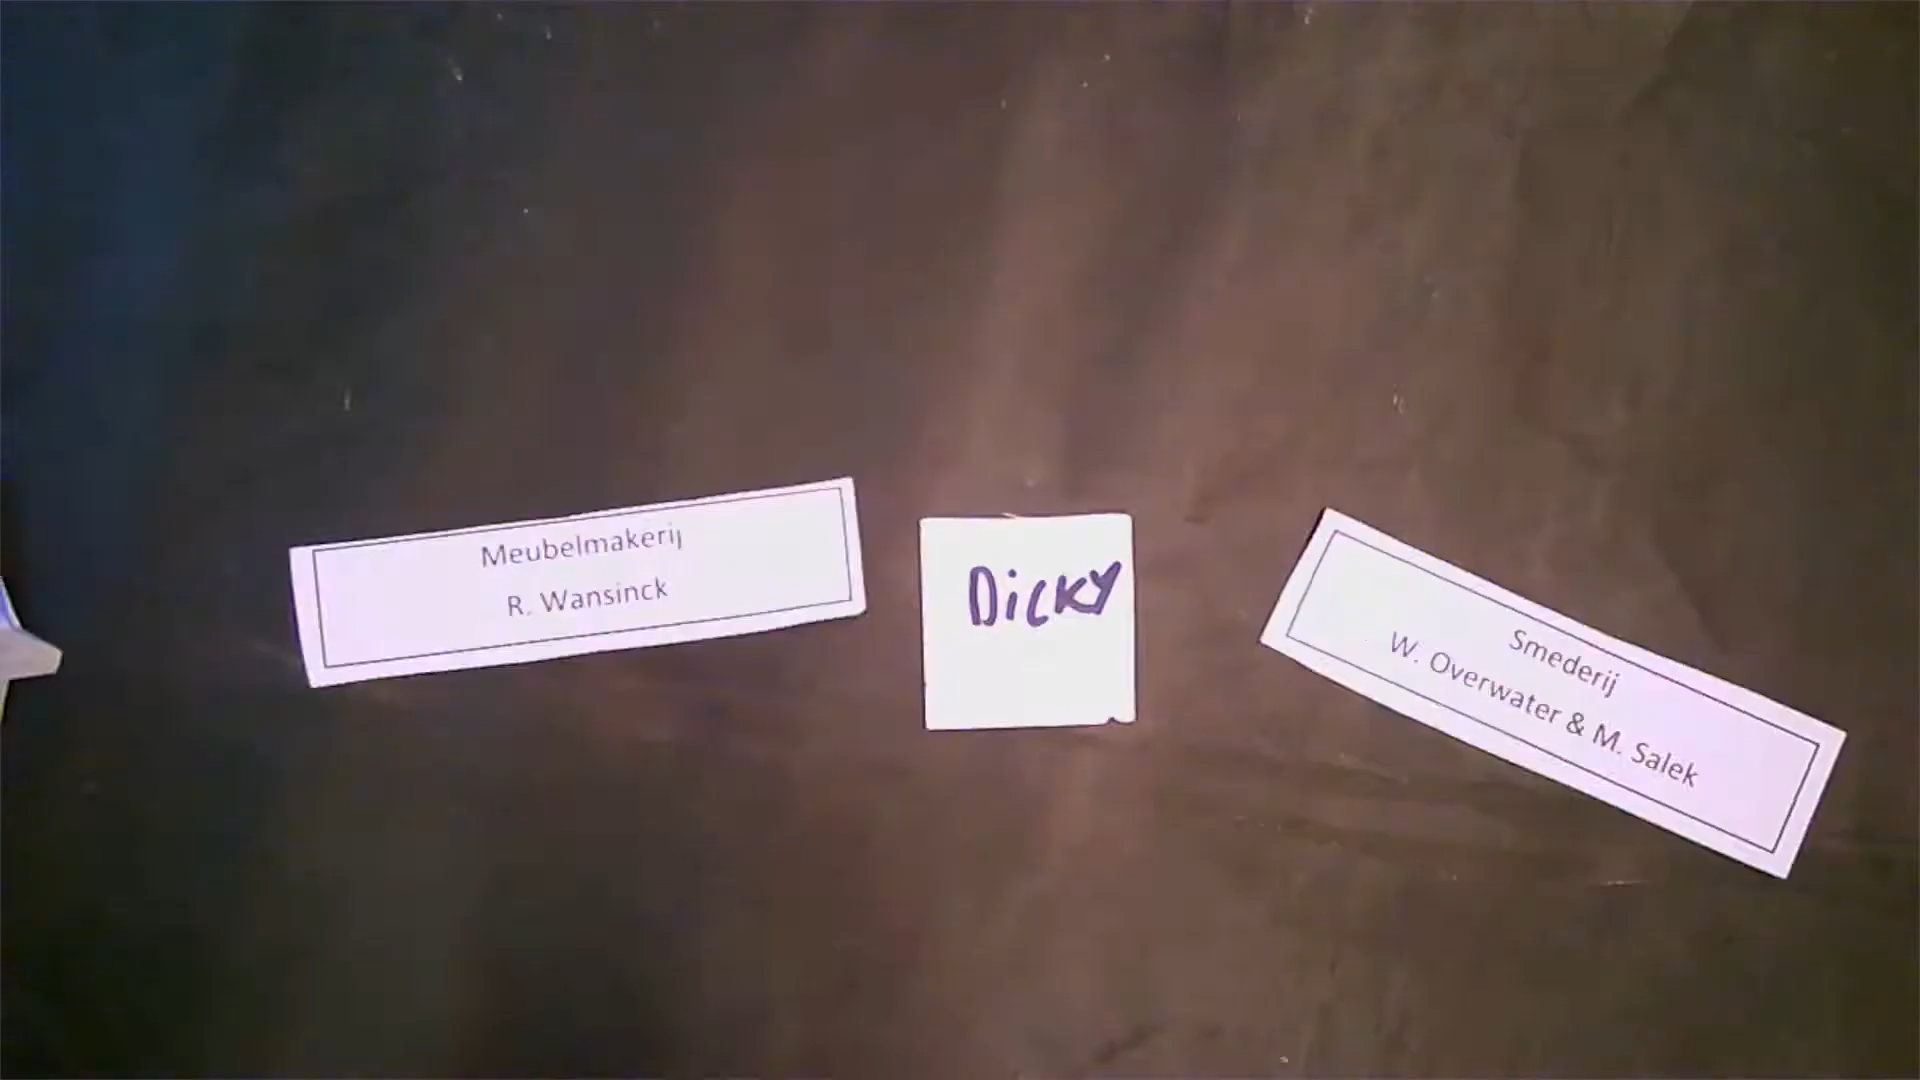 Meubelmakerij
R. Wansinck
Dicky
Smederij
W. Overwater & M. Salek